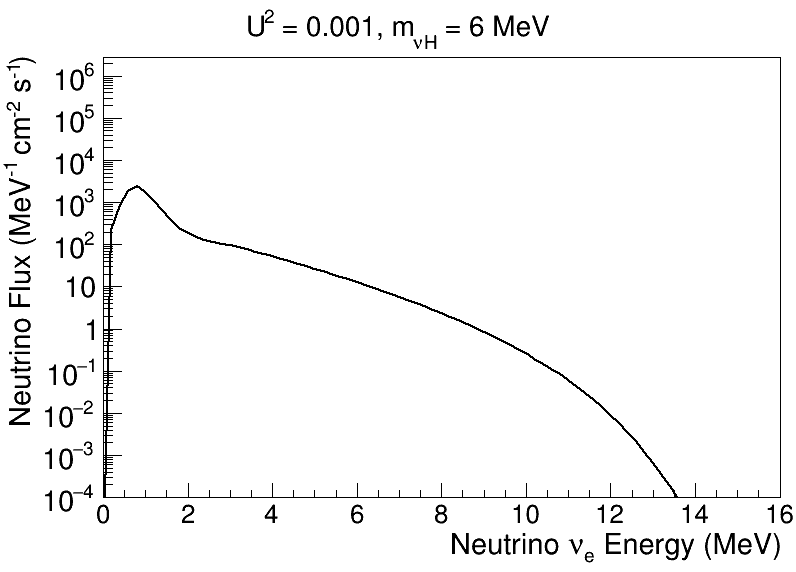 U² = 0.001, m_νH = 6 MeV
Neutrino Flux (MeV⁻¹ cm⁻² s⁻¹)
10⁶
10⁵
10⁴
10³
10²
10
1
10⁻¹
10⁻²
10⁻³
10⁻⁴
0 2 4 6 8 10 12 14 16
Neutrino ν_e Energy (MeV)